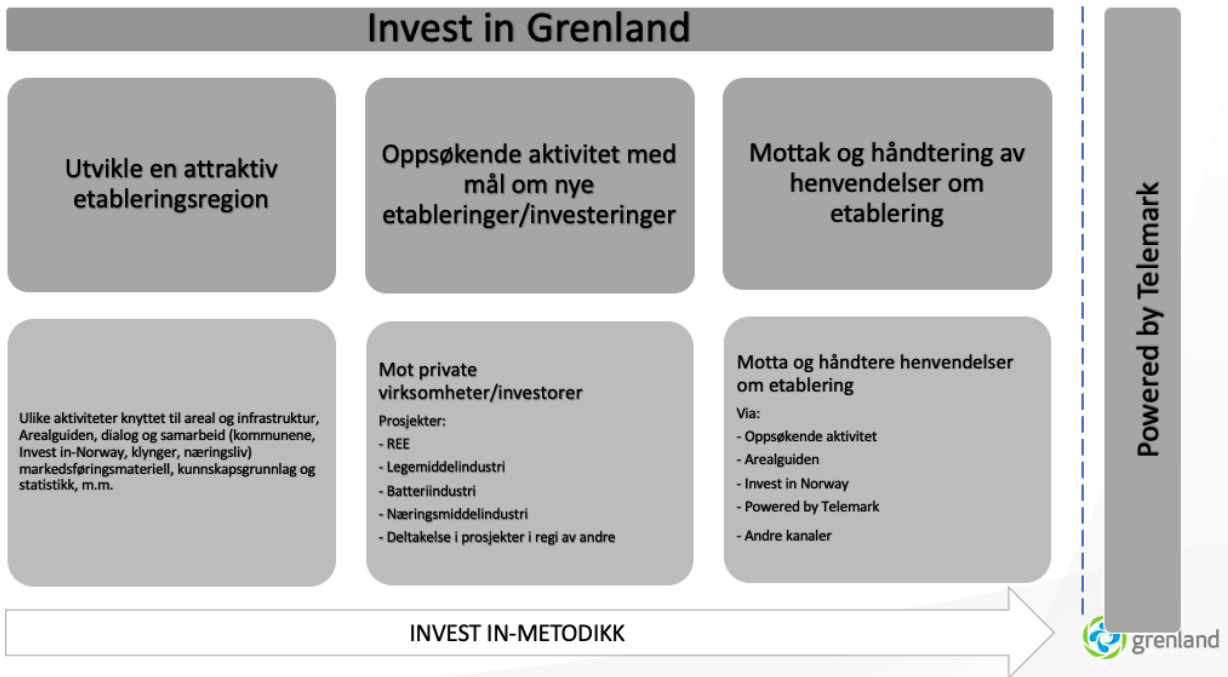 Invest in Grenland
Utvikle en attraktiv
etableringsregion
Oppsøkende aktivitet med
mål om nye
etableringer/investeringer
Mottak og håndtering av
henvendelser om
etablering
Ulike aktiviteter knyttet til areal og infrastruktur,
Arealguiden, dialog og samarbeid (kommunene,
Invest in-Norway, klynger, næringsliv)
markedsføringsmateriell, kunnskapsgrunnlag og
statistikk, m.m.
Mot private
virksomheter/investorer
Prosjekter:
- REE
- Legemiddelindustri
- Batteriindustri
- Næringsmiddelindustri
- Deltakelse i prosjekter i regi av andre
Motta og håndtere henvendelser
om etablering
Via:
- Oppsøkende aktivitet
- Arealguiden
- Invest in Norway
- Powered by Telemark
- Andre kanaler
INVEST IN-METODIKK
Powered by Telemark
grenland